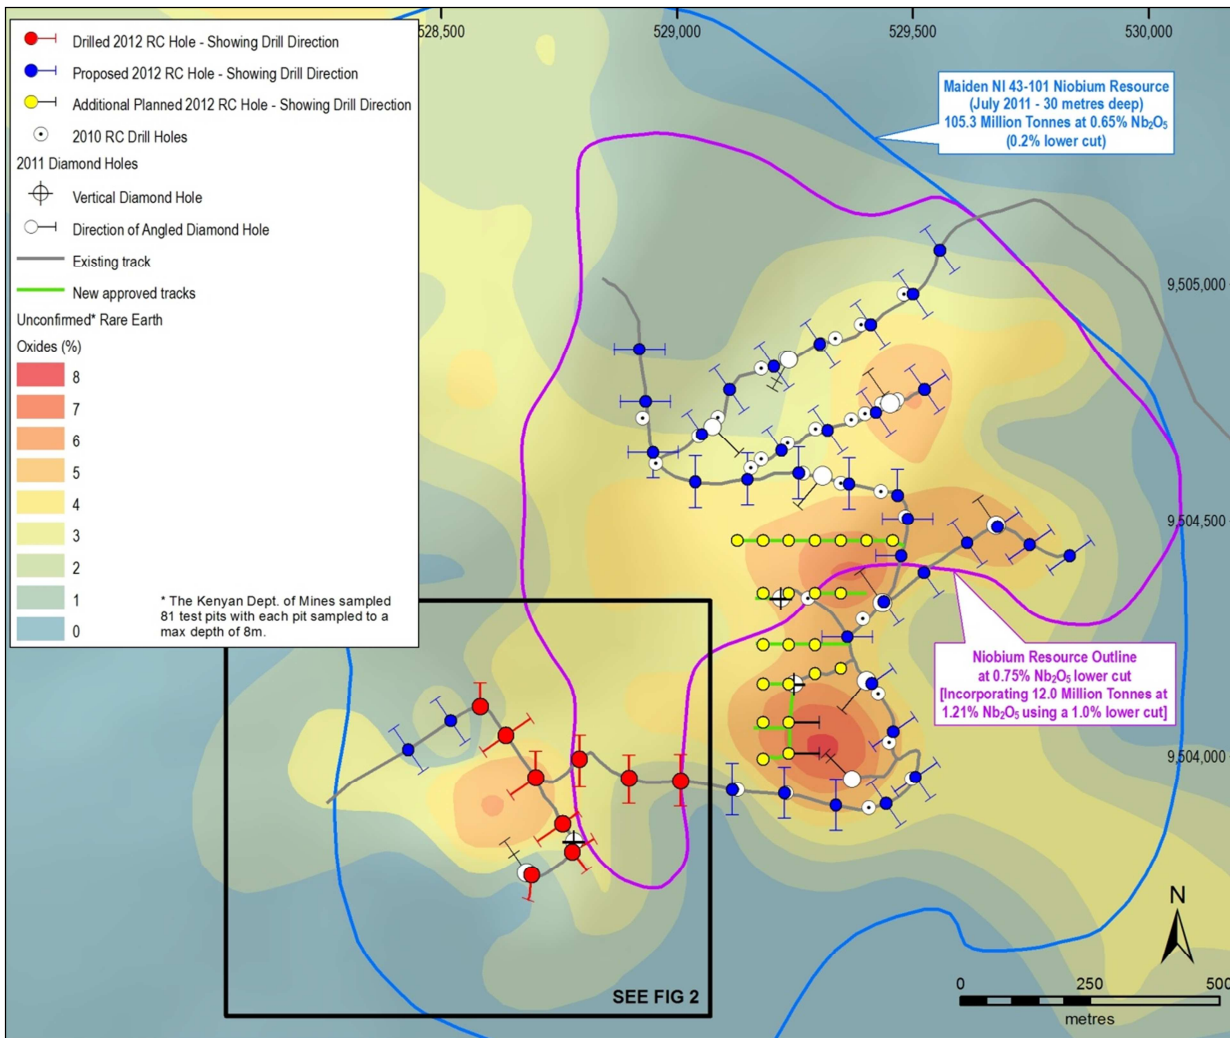 528,500
529,000
529,500
530,000
Drilled 2012 RC Hole - Showing Drill Direction
Proposed 2012 RC Hole - Showing Drill Direction
Additional Planned 2012 RC Hole - Showing Drill Direction
2010 RC Drill Holes
2011 Diamond Holes
Vertical Diamond Hole
Direction of Angled Diamond Hole
Existing track
New approved tracks
Unconfirmed* Rare Earth
Oxides (%)
8
7
6
5
4
3
2
1
0
* The Kenyan Dept. of Mines sampled
81 test pits with each pit sampled to a
max depth of 8m.
Maiden NI 43-101 Niobium Resource
(July 2011 - 30 metres deep)
105.3 Million Tonnes at 0.65% Nb₂O₅
(0.2% lower cut)
9,505,000
9,504,500
Niobium Resource Outline
at 0.75% Nb₂O₅ lower cut
[Incorporating 12.0 Million Tonnes at
1.21% Nb₂O₅ using a 1.0% lower cut]
9,504,000
SEE FIG 2
N
0 250 500
metres